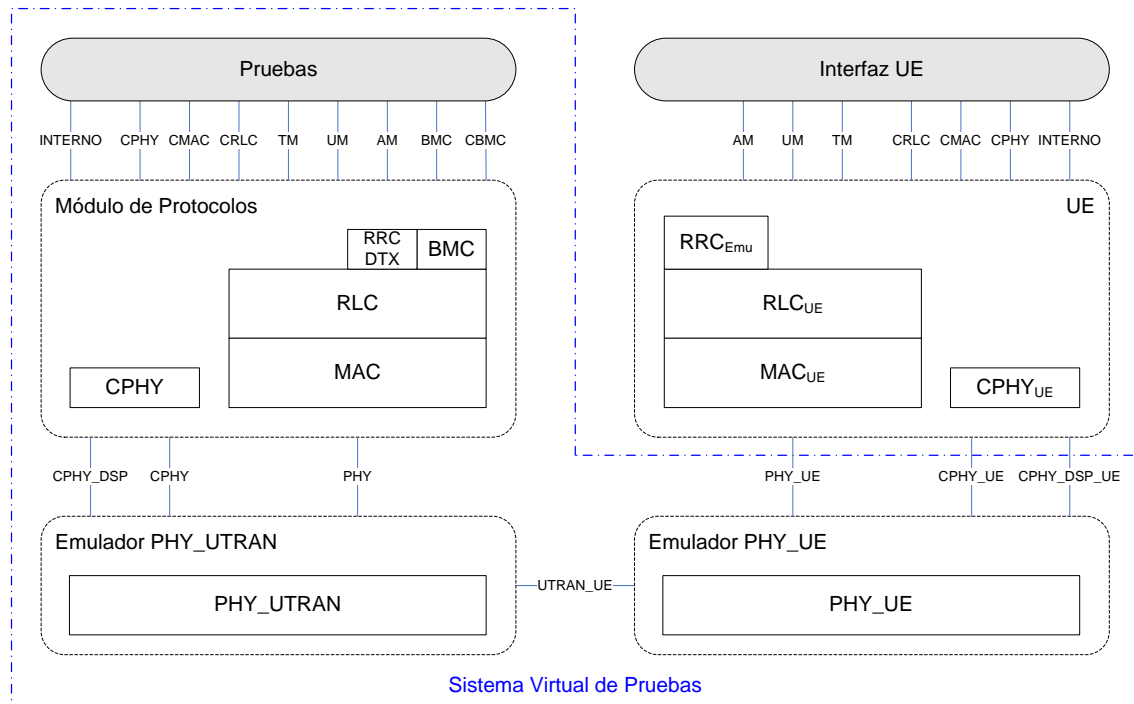 Pruebas
Interfaz UE
INTERNO CPHY CMAC CRLC TM UM AM BMC CBMC
AM UM TM CRLC CMAC CPHY INTERNO
Módulo de Protocolos
UE
RRC
DTX
BMC
RRCEmu
RLC
RLCUE
MAC
MACUE
CPHY
CPHYUE
CPHY_DSP CPHY PHY
PHY_UE CPHY_UE CPHY_DSP_UE
Emulador PHY_UTRAN
Emulador PHY_UE
PHY_UTRAN
UTRAN_UE
PHY_UE
Sistema Virtual de Pruebas